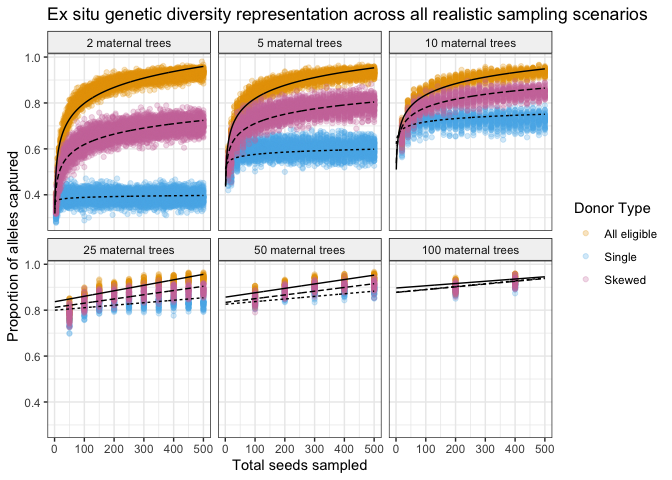 Ex situ genetic diversity representation across all realistic sampling scenarios
2 maternal trees
5 maternal trees
10 maternal trees
1.0
0.8
0.6
0.4
25 maternal trees
50 maternal trees
100 maternal trees
1.0
0.8
0.6
0.4
0 100 200 300 400 500
0 100 200 300 400 500
0 100 200 300 400 500
Total seeds sampled
Proportion of alleles captured
Donor Type
All eligible
Single
Skewed